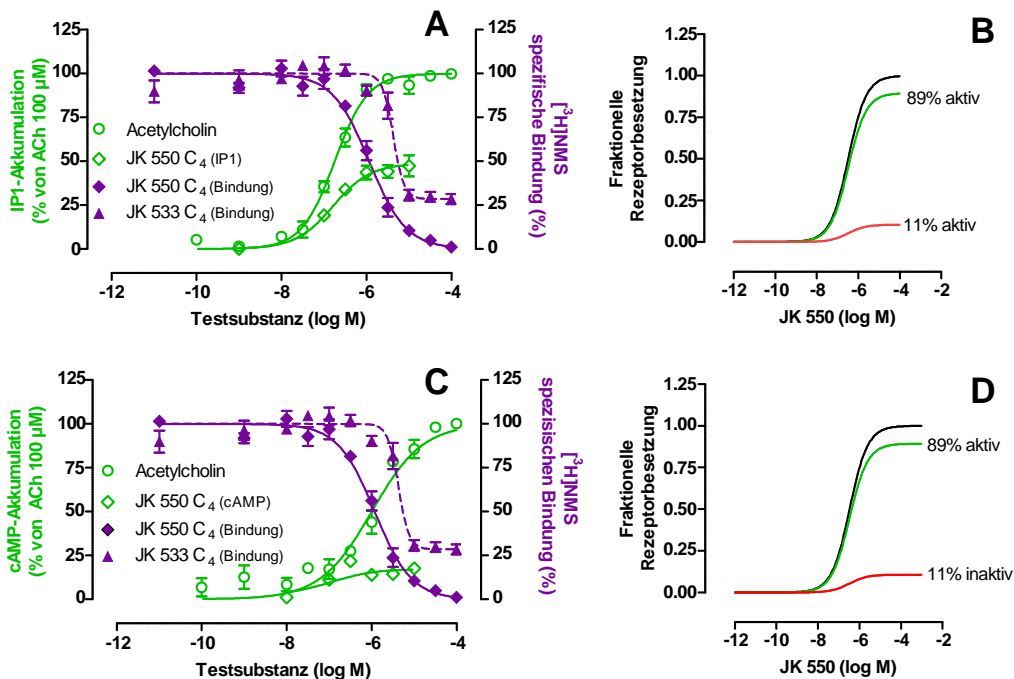 A
IP1-Akkumulation
(% von ACh 100 µM)
125
100
75
50
25
0
Acetylcholin
JK 550 C4 (IP1)
JK 550 C4 (Bindung)
JK 533 C4 (Bindung)
125
100
75
50
25
0
[3H]NMS
spezifische Bindung (%)
-12
-10
-8
-6
-4
Testsubstanz (log M)
B
Fraktionelle
Rezeptorbesetzung
1.25
1.00
0.75
0.50
0.25
0.00
89% aktiv
11% aktiv
-12
-10
-8
-6
-4
-2
JK 550 (log M)
C
cAMP-Akkumulation
(% von ACh 100 µM)
125
100
75
50
25
0
Acetylcholin
JK 550 C4 (cAMP)
JK 550 C4 (Bindung)
JK 533 C4 (Bindung)
125
100
75
50
25
0
[3H]NMS
spezisischen Bindung (%)
-12
-10
-8
-6
-4
Testsubstanz (log M)
D
Fraktionelle
Rezeptorbesetzung
1.25
1.00
0.75
0.50
0.25
0.00
89% aktiv
11% inaktiv
-12
-10
-8
-6
-4
-2
JK 550 (log M)